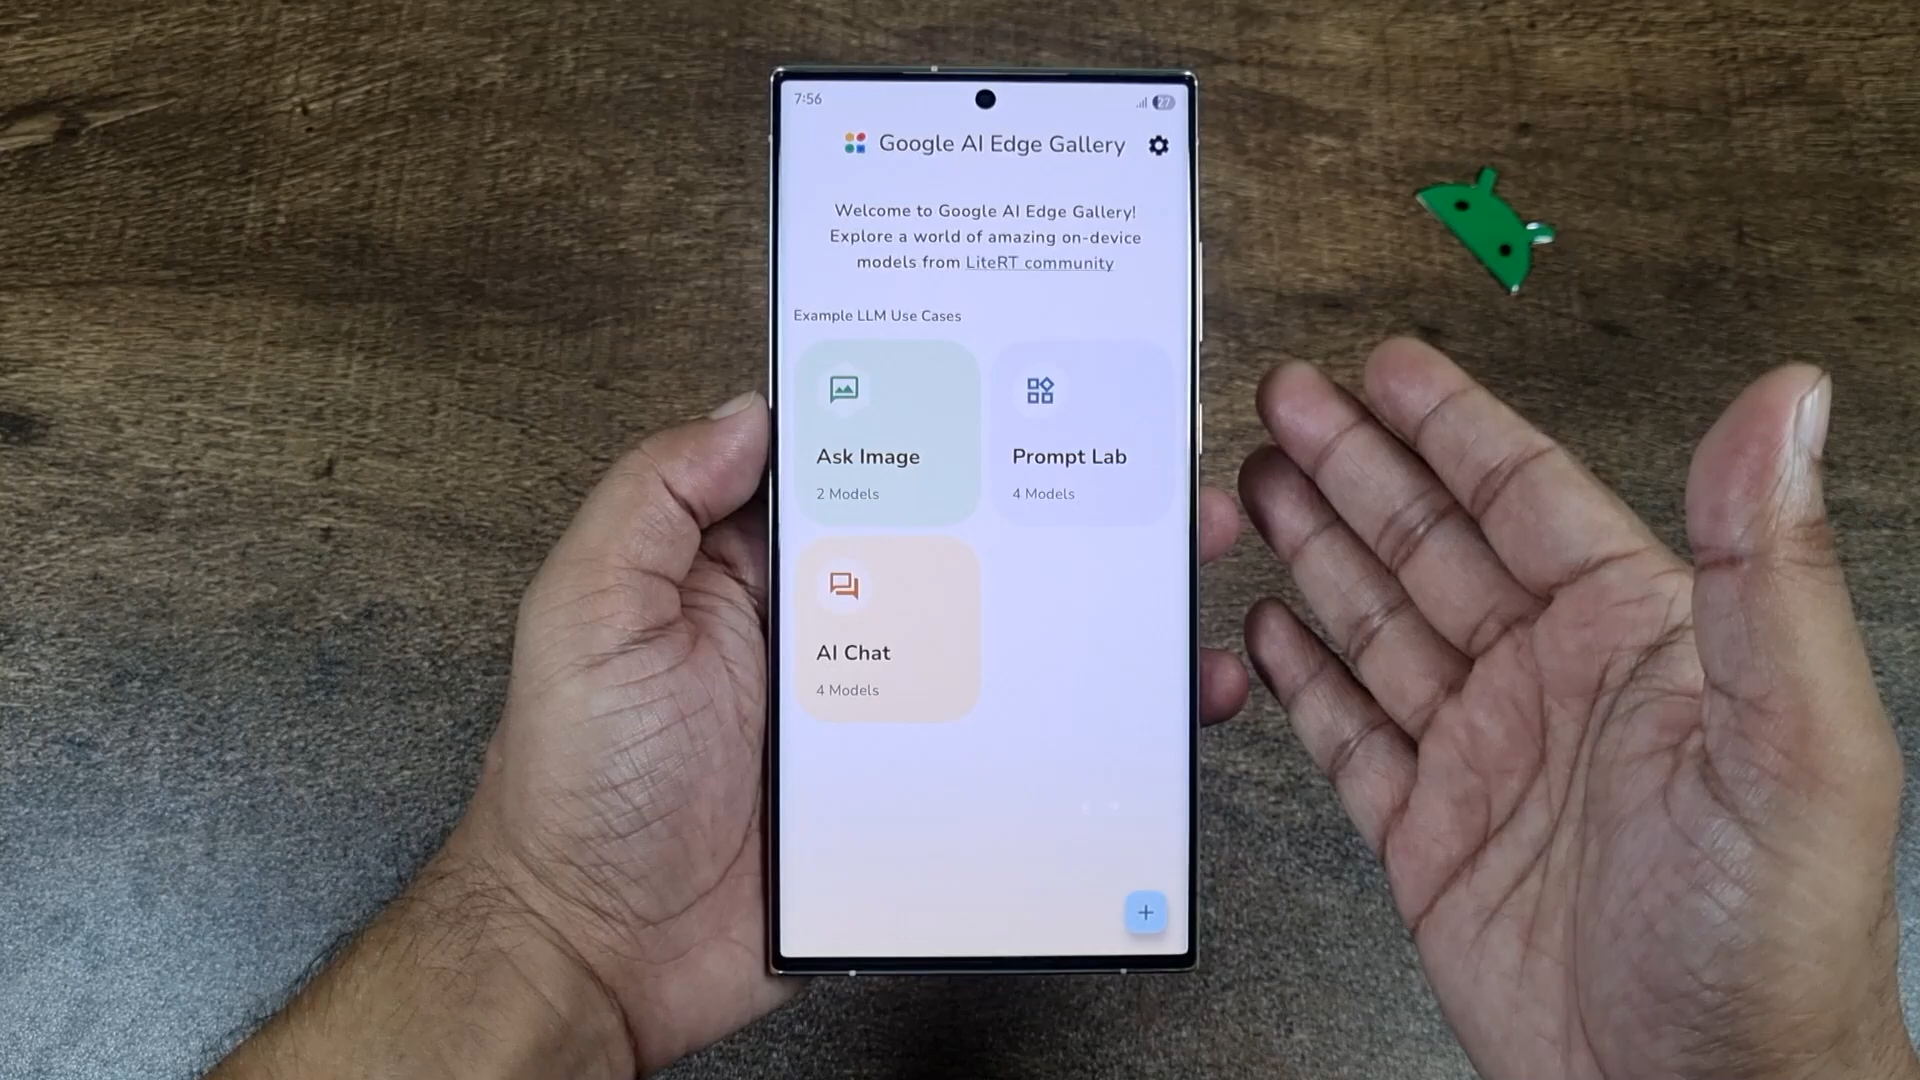 7:56
27
Google AI Edge Gallery
Welcome to Google AI Edge Gallery!
Explore a world of amazing on-device
models from LiteRT community
Example LLM Use Cases
Ask Image
2 Models
Prompt Lab
4 Models
AI Chat
4 Models
+